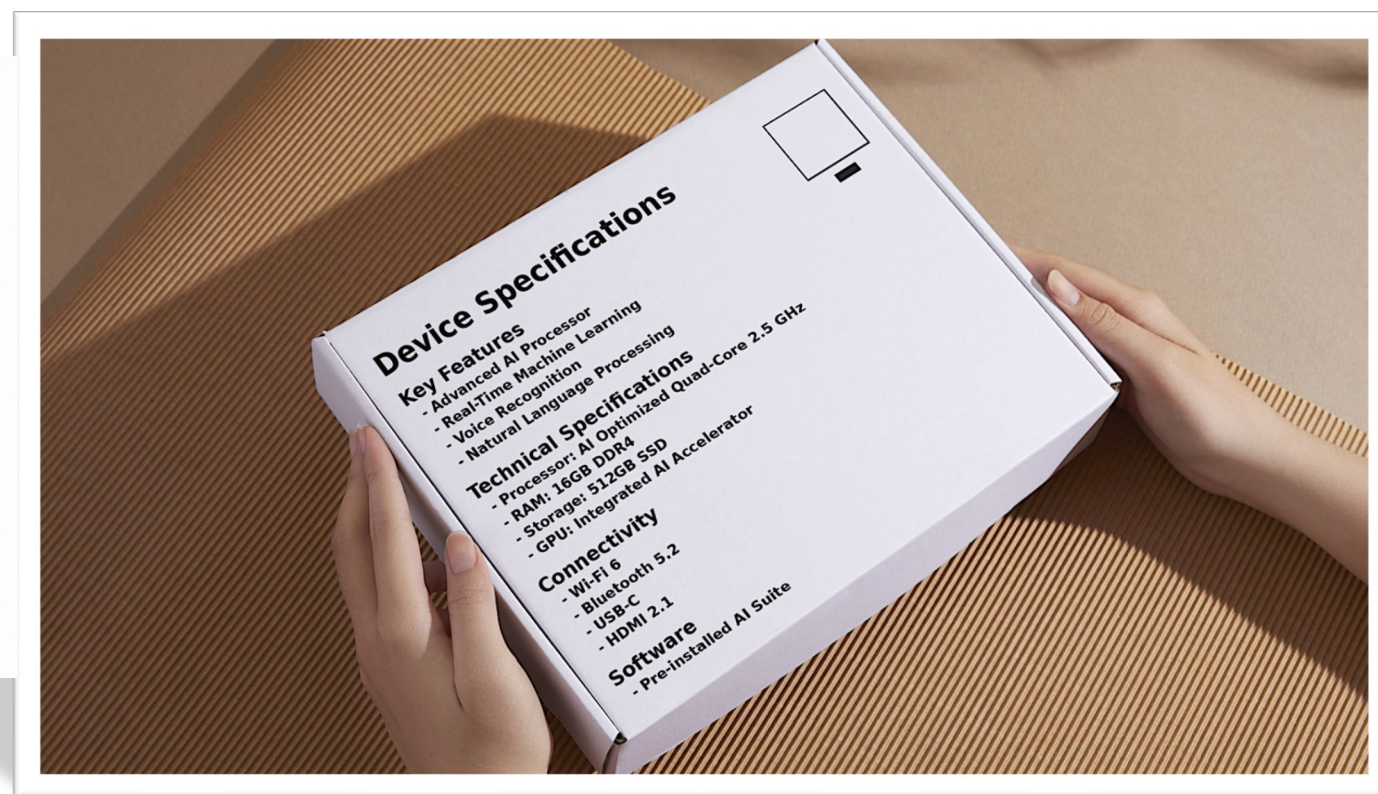 Device Specifications
Key Features
- Advanced AI Processor
- Real-Time Machine Learning
- Voice Recognition
- Natural Language Processing
Technical Specifications
- Processor: AI Optimized Quad-Core 2.5 GHz
- RAM: 16GB DDR4
- Storage: 512GB SSD
- GPU: Integrated AI Accelerator
Connectivity
- Wi-Fi 6
- Bluetooth 5.2
- USB-C
- HDMI 2.1
Software
- Pre-installed AI Suite